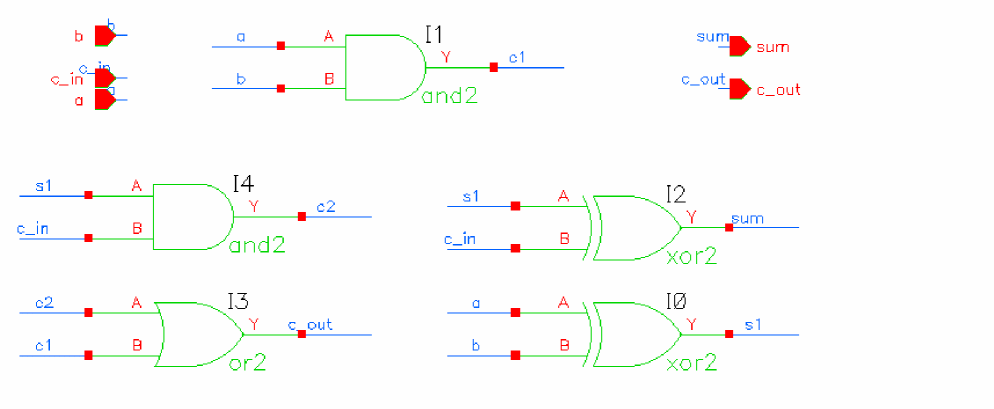 b
b
c_in
c_in
a
a
a
A
I1
Y
c1
b
B
and2
sum
sum
c_out
c_out
s1
A
I4
Y
c2
c_in
B
and2
s1
A
I2
Y
sum
c_in
B
xor2
c2
A
I3
Y
c_out
c1
B
or2
a
A
I0
Y
s1
b
B
xor2